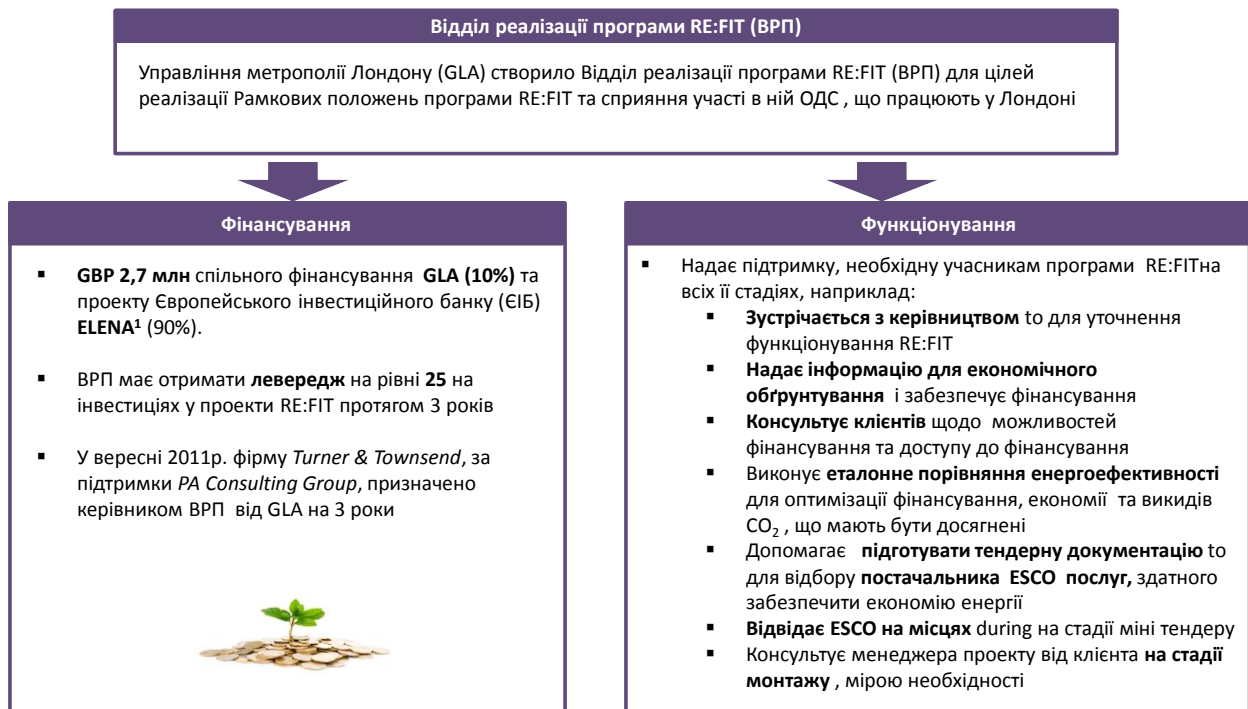 Відділ реалізації програми RE:FIT (ВРП)
Управління метрополії Лондону (GLA) створило Відділ реалізації програми RE:FIT (ВРП) для цілей
реалізації Рамкових положень програми RE:FIT та сприяння участі в ній ОДС , що працюють у Лондоні
Фінансування
▪ GBP 2,7 млн спільного фінансування GLA (10%) та
проекту Європейського інвестиційного банку (ЄІБ)
ELENA¹ (90%).
▪ ВРП має отримати левередж на рівні 25 на
інвестиціях у проекти RE:FIT протягом 3 років
▪ У вересні 2011р. фірму Turner & Townsend, за
підтримки PA Consulting Group, призначено
керівником ВРП від GLA на 3 роки
Функціонування
▪ Надає підтримку, необхідну учасникам програми RE:FITна
всіх її стадіях, наприклад:
▪ Зустрічається з керівництвом to для уточнення
функціонування RE:FIT
▪ Надає інформацію для економічного
обґрунтування і забезпечує фінансування
▪ Консультує клієнтів щодо можливостей
фінансування та доступу до фінансування
▪ Виконує еталонне порівняння енергоефективності
для оптимізації фінансування, економії та викидів
CO₂ , що мають бути досягнені
▪ Допомагає підготувати тендерну документацію to
для відбору постачальника ESCO послуг, здатного
забезпечити економію енергії
▪ Відвідає ESCO на місцях during на стадії міні тендеру
▪ Консультує менеджера проекту від клієнта на стадії
монтажу , мірою необхідності